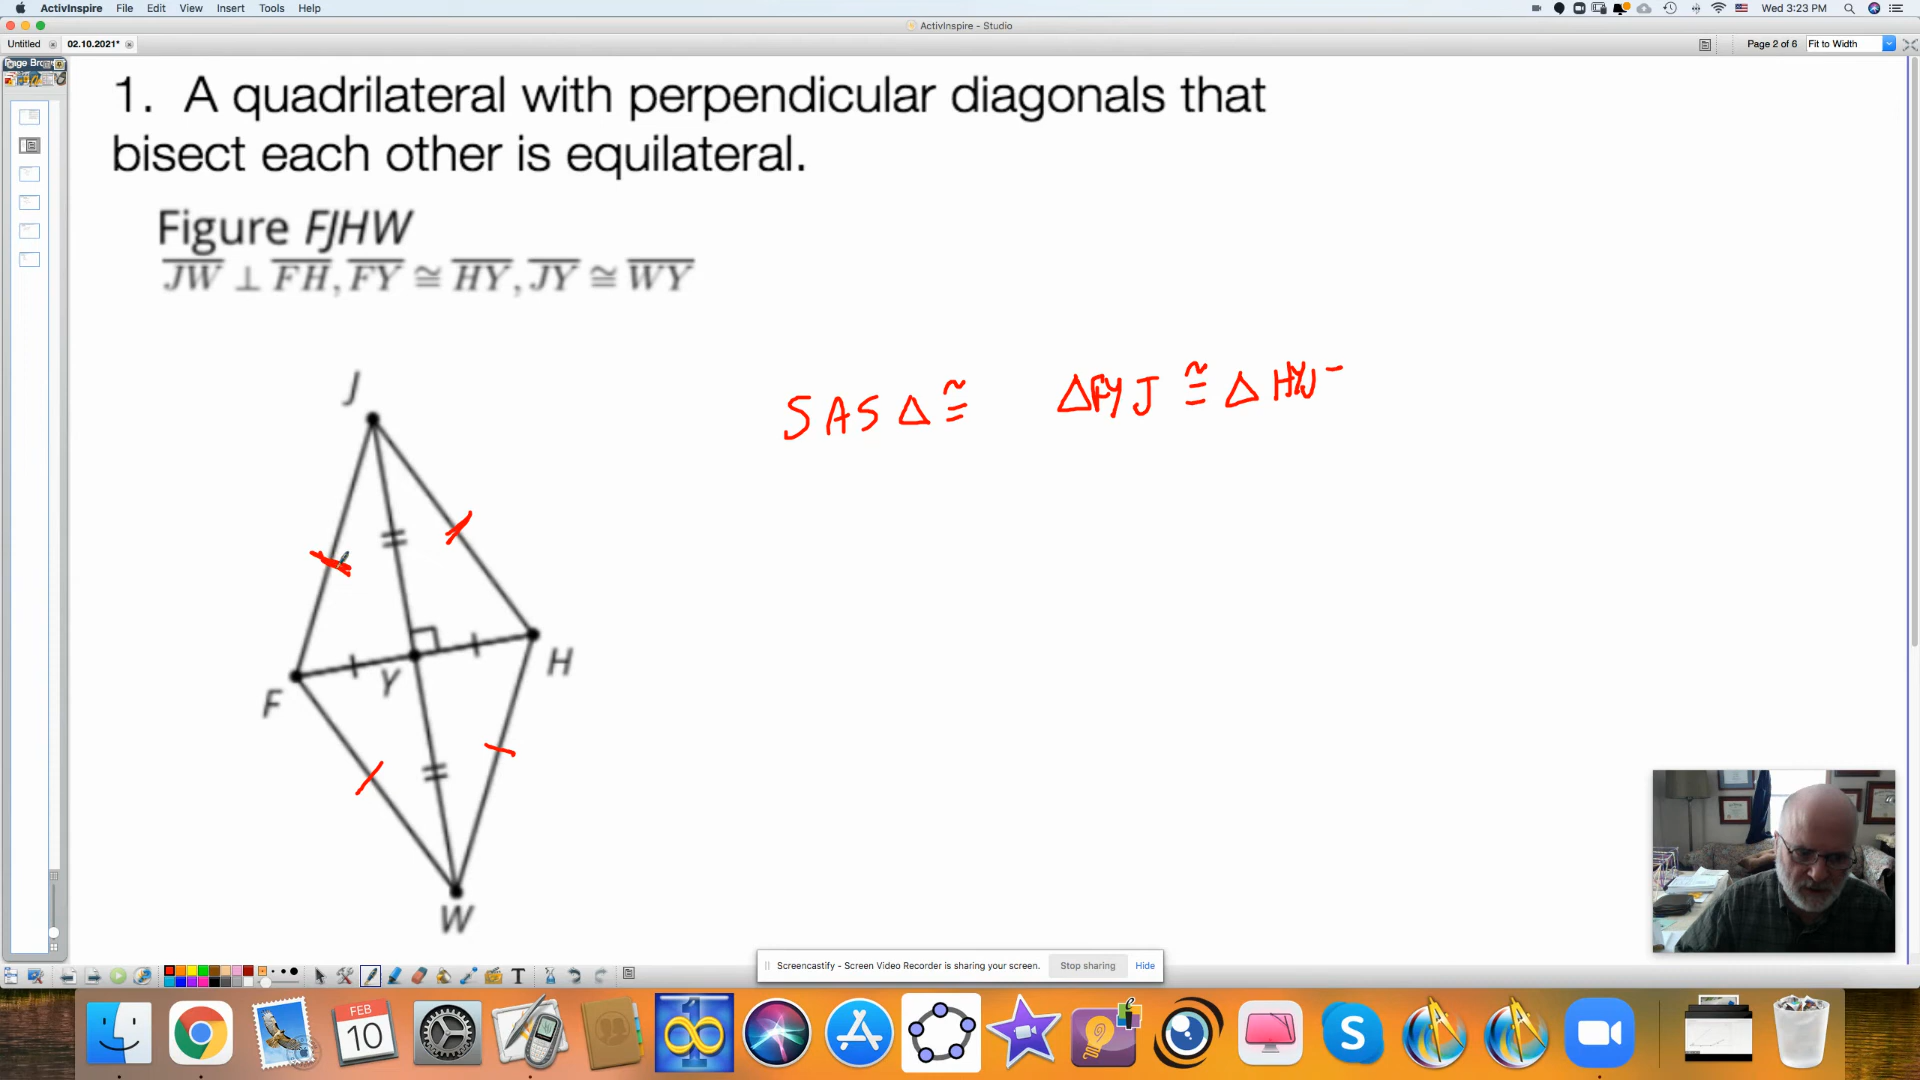 ActivInspire File Edit View Insert Tools Help
Wed 3:23 PM
ActivInspire - Studio
Untitled
02.10.2021*
Page 2 of 6
Fit to Width
1. A quadrilateral with perpendicular diagonals that
bisect each other is equilateral.
Figure FJHW
JW ⊥ FH, FY ≅ HY, JY ≅ WY
SAS Δ ≅ ΔFYJ ≅ Δ HYJ
J
H
Y
F
W
Screencastify - Screen Video Recorder is sharing your screen.
Stop sharing
Hide
FEB
10